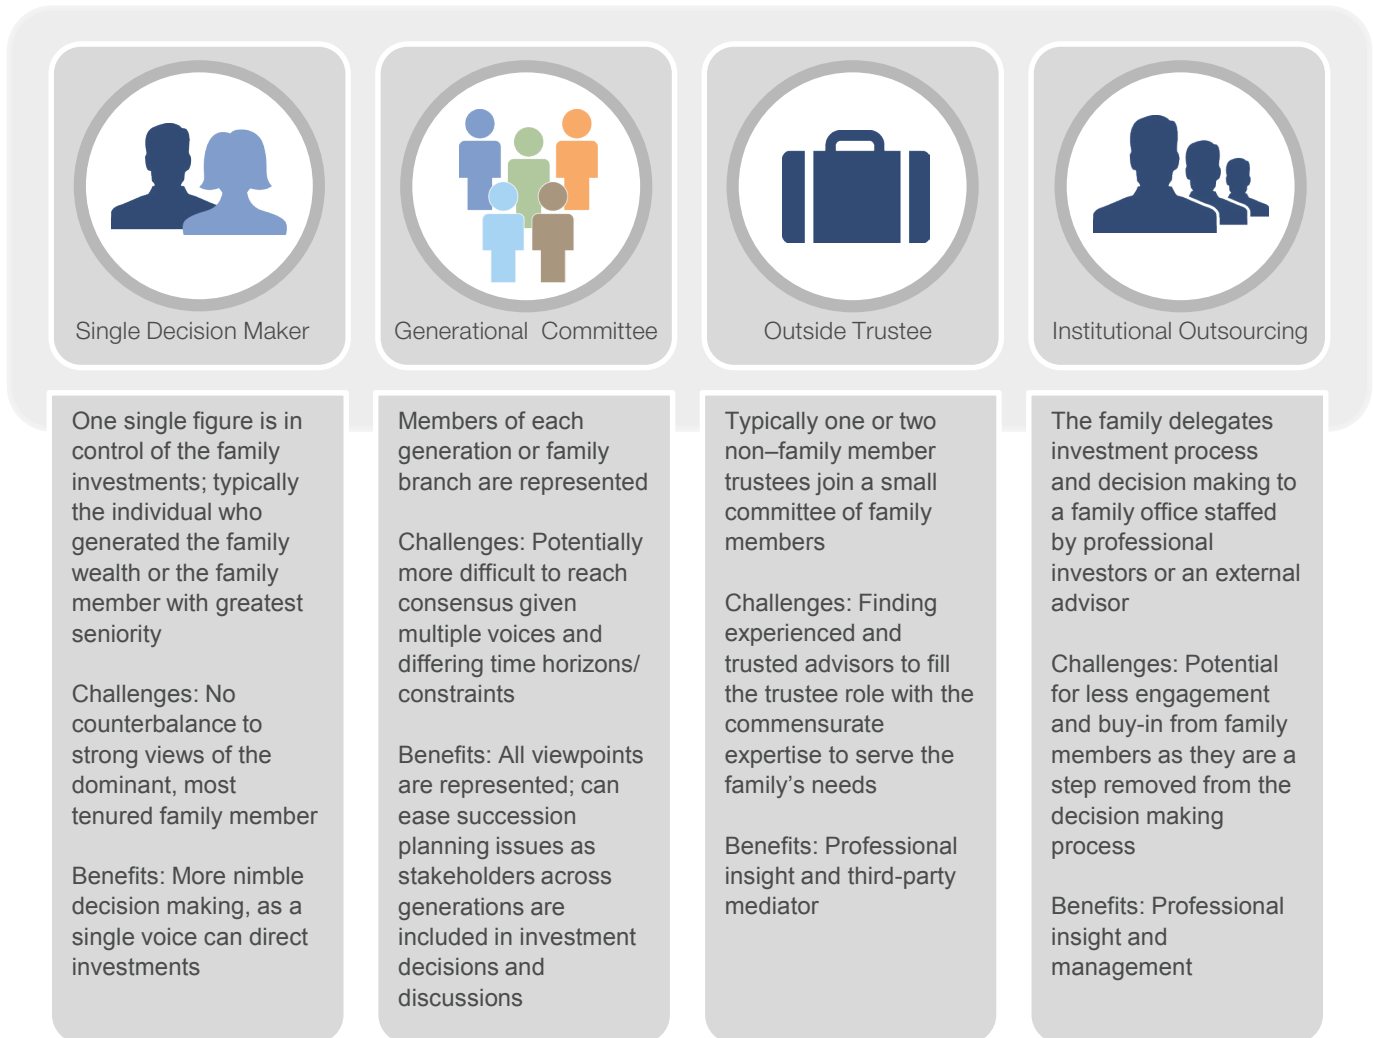 Single Decision Maker
One single figure is in
control of the family
investments; typically
the individual who
generated the family
wealth or the family
member with greatest
seniority
Challenges: No
counterbalance to
strong views of the
dominant, most
tenured family member
Benefits: More nimble
decision making, as a
single voice can direct
investments
Generational Committee
Members of each
generation or family
branch are represented
Challenges: Potentially
more difficult to reach
consensus given
multiple voices and
differing time horizons/
constraints
Benefits: All viewpoints
are represented; can
ease succession
planning issues as
stakeholders across
generations are
included in investment
decisions and
discussions
Outside Trustee
Typically one or two
non–family member
trustees join a small
committee of family
members
Challenges: Finding
experienced and
trusted advisors to fill
the trustee role with the
commensurate
expertise to serve the
family’s needs
Benefits: Professional
insight and third-party
mediator
Institutional Outsourcing
The family delegates
investment process
and decision making to
a family office staffed
by professional
investors or an external
advisor
Challenges: Potential
for less engagement
and buy-in from family
members as they are a
step removed from the
decision making
process
Benefits: Professional
insight and
management